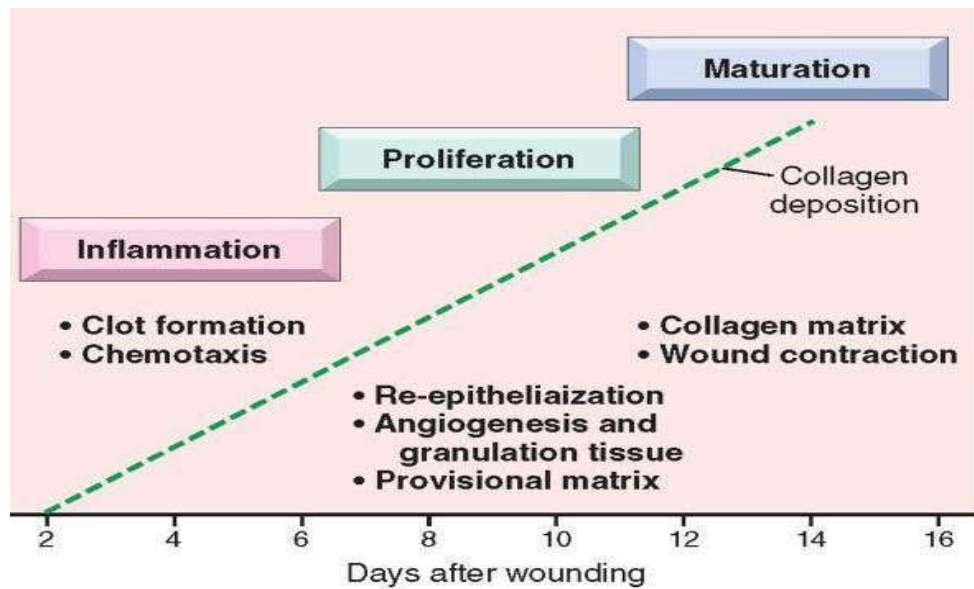 Maturation
Proliferation
Collagen
deposition
Inflammation
• Clot formation
• Chemotaxis
• Collagen matrix
• Wound contraction
• Re-epitheliaization
• Angiogenesis and
granulation tissue
• Provisional matrix
2 4 6 8 10 12 14 16
Days after wounding